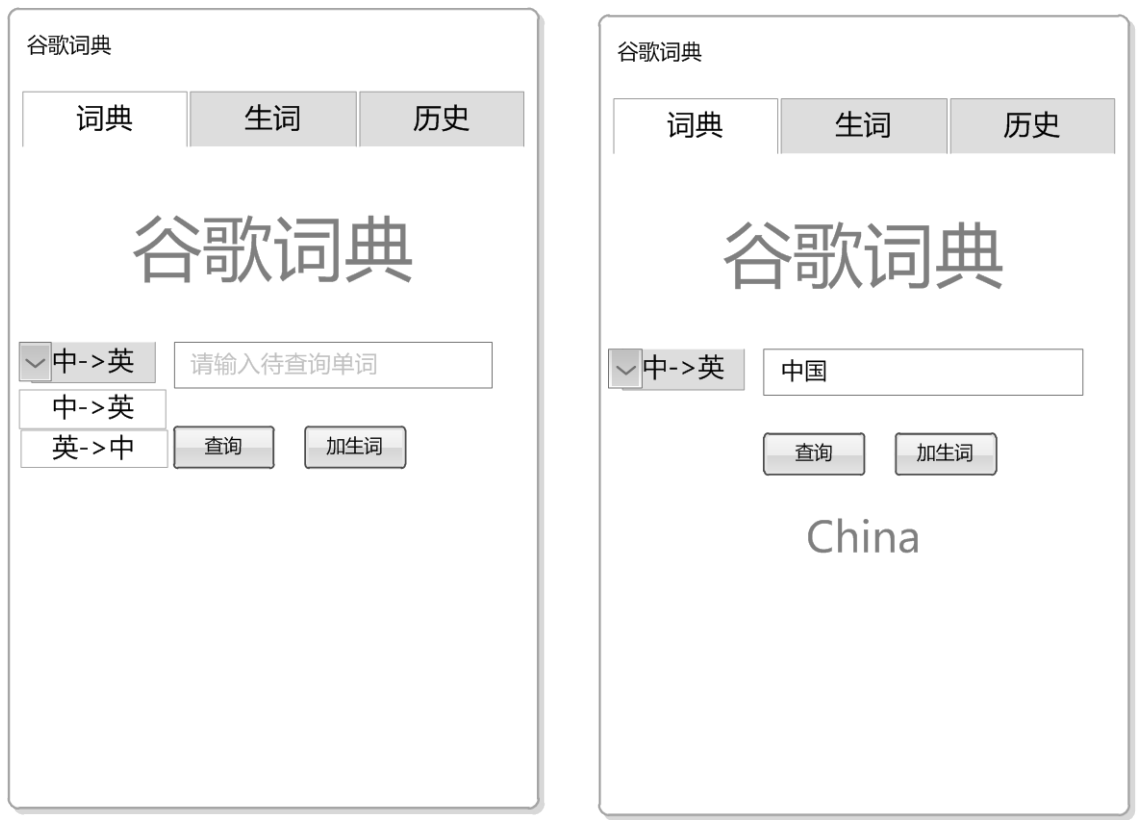 谷歌词典
词典 生词 历史
谷歌词典
中->英 请输入待查询单词
中->英
英->中 查询 加生词
谷歌词典
词典 生词 历史
谷歌词典
中->英 中国
查询 加生词
China